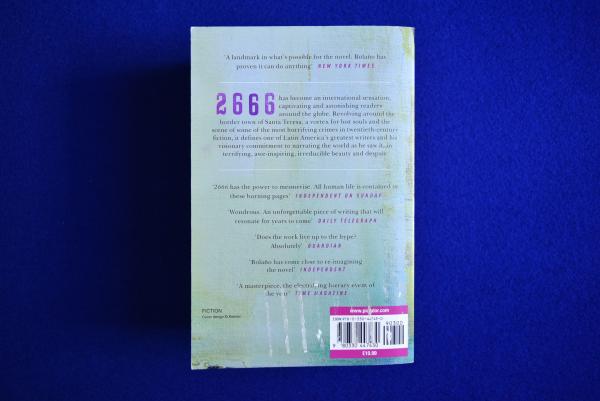 'A landmark in what's possible for the novel. Bolaño has
proven it can do anything' NEW YORK TIMES
2666 has become an international sensation,
captivating and astonishing readers
around the globe. Revolving around the
border town of Santa Teresa, a vortex for lost souls and the
scene of some of the most horrifying crimes in twentieth-century
fiction, it defines one of Latin America's greatest writers and his
visionary commitment to narrating the world as he saw it, in
terrifying, awe-inspiring, irreducible beauty and despair
'2666 has the power to mesmerise. All human life is contained in
these burning pages' INDEPENDENT ON SUNDAY
'Wondrous. An unforgettable piece of writing that will
resonate for years to come' DAILY TELEGRAPH
'Does the work live up to the hype?
Absolutely' GUARDIAN
'Bolaño has come close to re-imagining
the novel' INDEPENDENT
'A masterpiece, the electrifying literary event of
the year' TIME MAGAZINE
FICTION
Cover design
www.picador.com
90300
£10.99